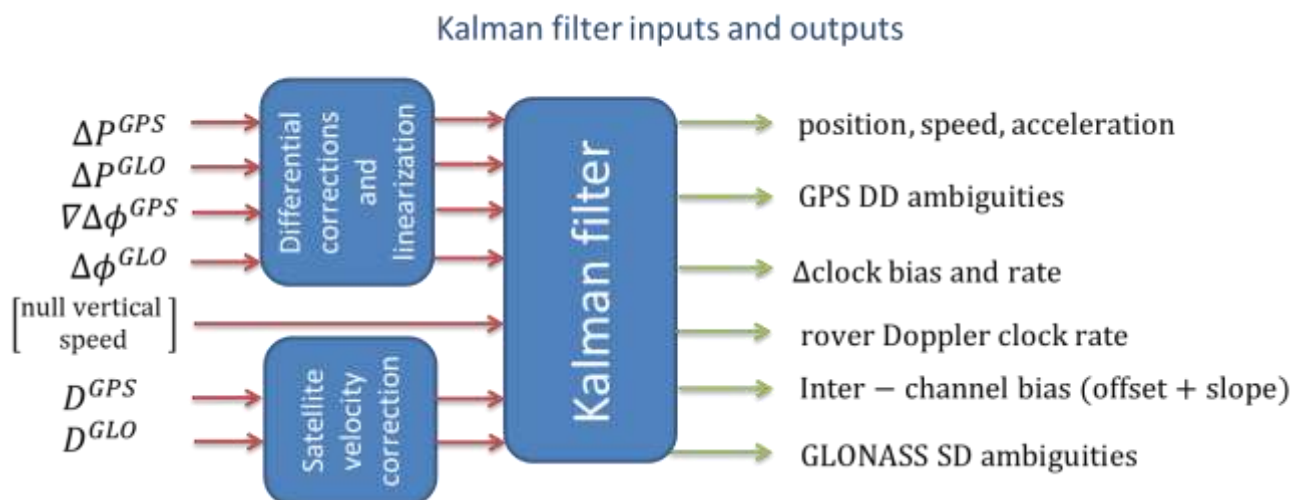 Kalman filter inputs and outputs
ΔP^{GPS}
ΔP^{GLO}
∇Δϕ^{GPS}
Δϕ^{GLO}
[null vertical
speed]
D^{GPS}
D^{GLO}
Differential
corrections
and
linearization
Satellite
velocity
correction
Kalman filter
position, speed, acceleration
GPS DD ambiguities
Δclock bias and rate
rover Doppler clock rate
Inter − channel bias (offset + slope)
GLONASS SD ambiguities